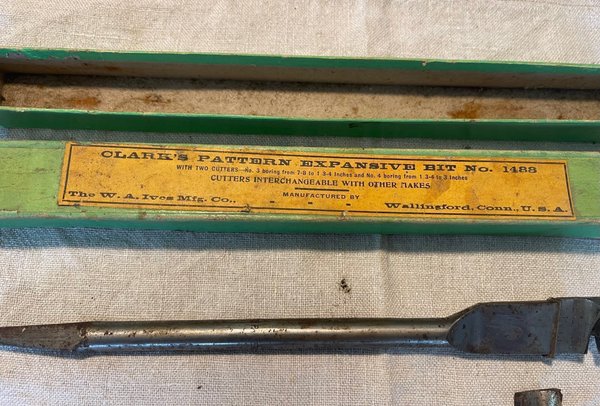 CLARK'S PATTERN EXPANSIVE BIT No. 1488
WITH TWO CUTTERS—No. 3 boring from 7-8 to 1 3-4 Inches and No. 4 boring from 1 3-4 to 3 Inches
CUTTERS INTERCHANGEABLE WITH OTHER MAKES
MANUFACTURED BY
The W. A. Ives Mfg. Co., - - - Wallingford, Conn., U. S. A.